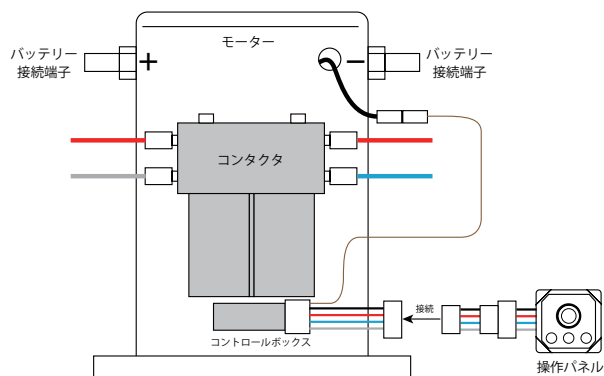 モーター
バッテリー
接続端子
+
−
バッテリー
接続端子
コンタクタ
接続
コントロールボックス
操作パネル